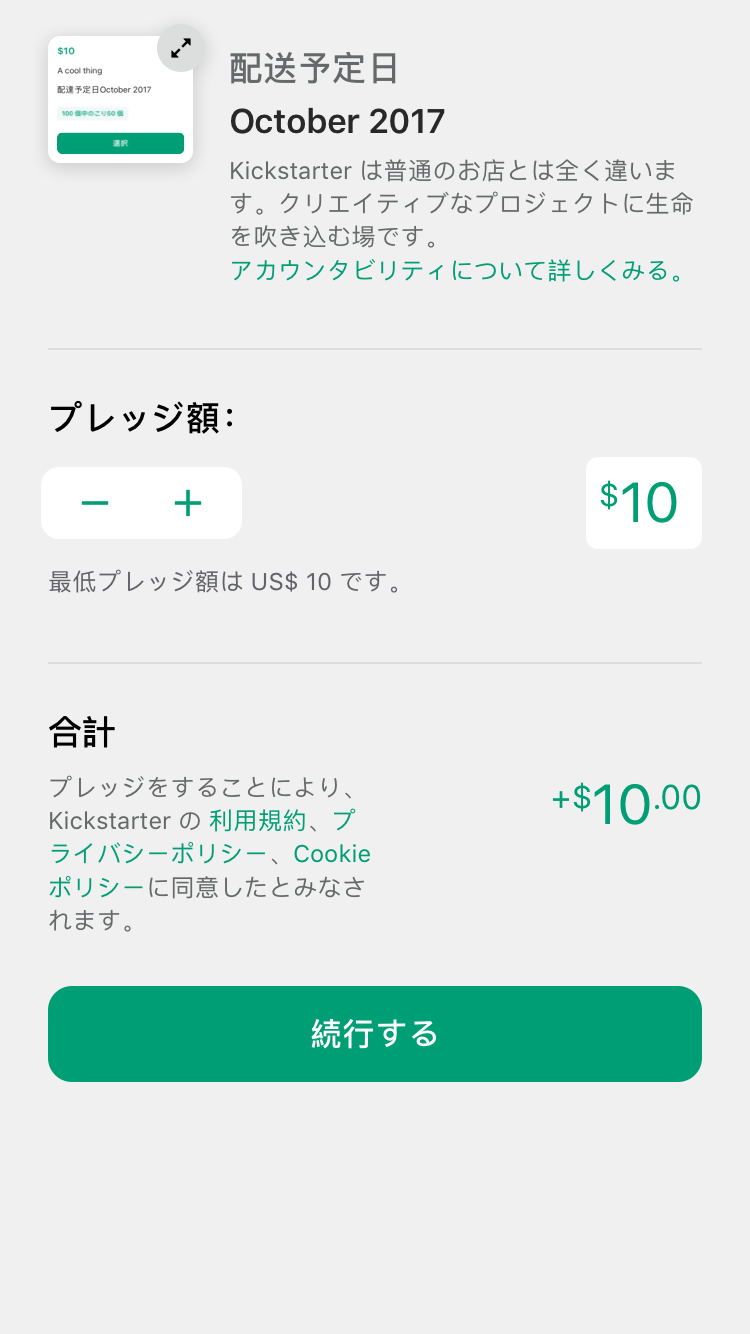 $10
A cool thing
配達予定日October 2017
100 個中のこり50 個
選択
配送予定日
October 2017
Kickstarter は普通のお店とは全く違いま
す。クリエイティブなプロジェクトに生命
を吹き込む場です。
アカウンタビリティについて詳しくみる。
プレッジ額：
− +
$10
最低プレッジ額は US$ 10 です。
合計
プレッジをすることにより、
Kickstarter の 利用規約、プ
ライバシーポリシー、Cookie
ポリシーに同意したとみなさ
れます。
+$10.00
続行する